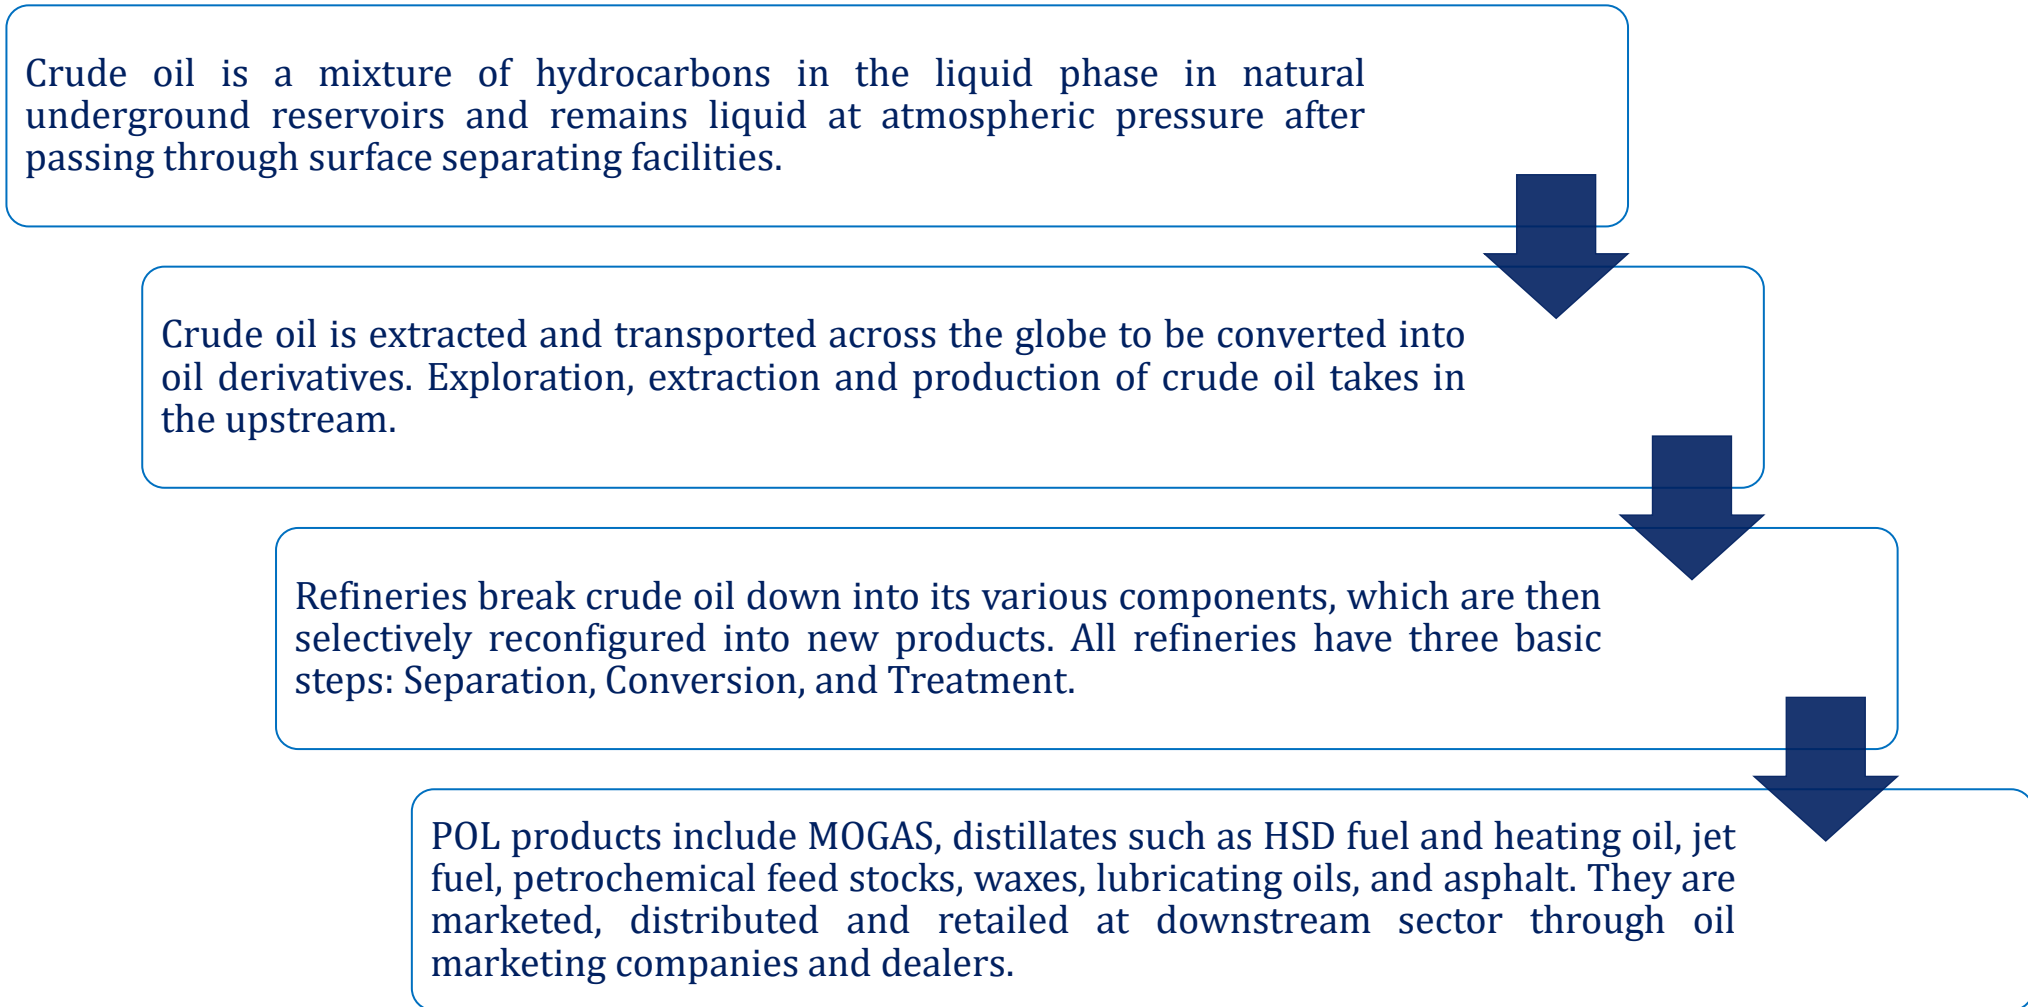 Crude oil is a mixture of hydrocarbons in the liquid phase in natural
underground reservoirs and remains liquid at atmospheric pressure after
passing through surface separating facilities.
Crude oil is extracted and transported across the globe to be converted into
oil derivatives. Exploration, extraction and production of crude oil takes in
the upstream.
Refineries break crude oil down into its various components, which are then
selectively reconfigured into new products. All refineries have three basic
steps: Separation, Conversion, and Treatment.
POL products include MOGAS, distillates such as HSD fuel and heating oil, jet
fuel, petrochemical feed stocks, waxes, lubricating oils, and asphalt. They are
marketed, distributed and retailed at downstream sector through oil
marketing companies and dealers.